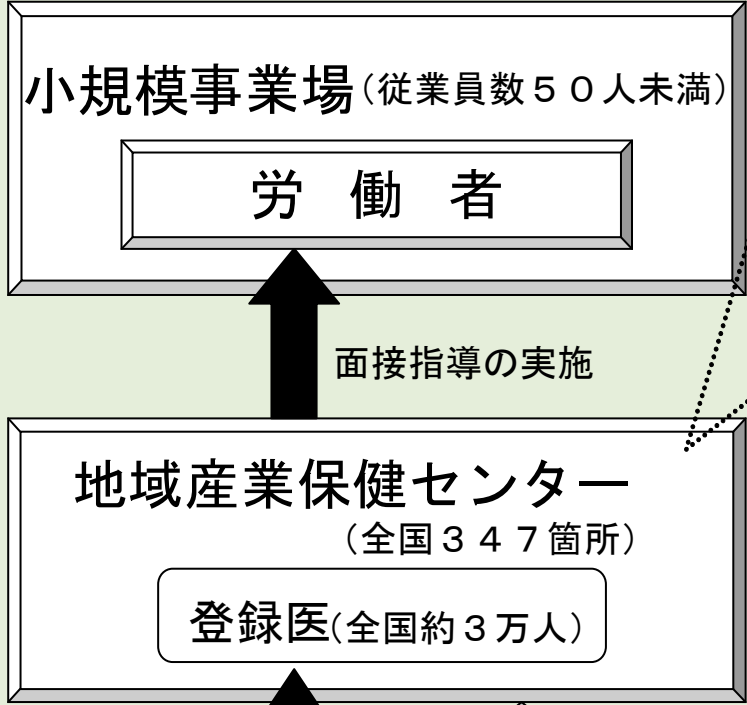 小規模事業場(従業員数５０人未満)
労　働　者
面接指導の実施
地域産業保健センター
(全国３４７箇所)
登録医(全国約３万人)